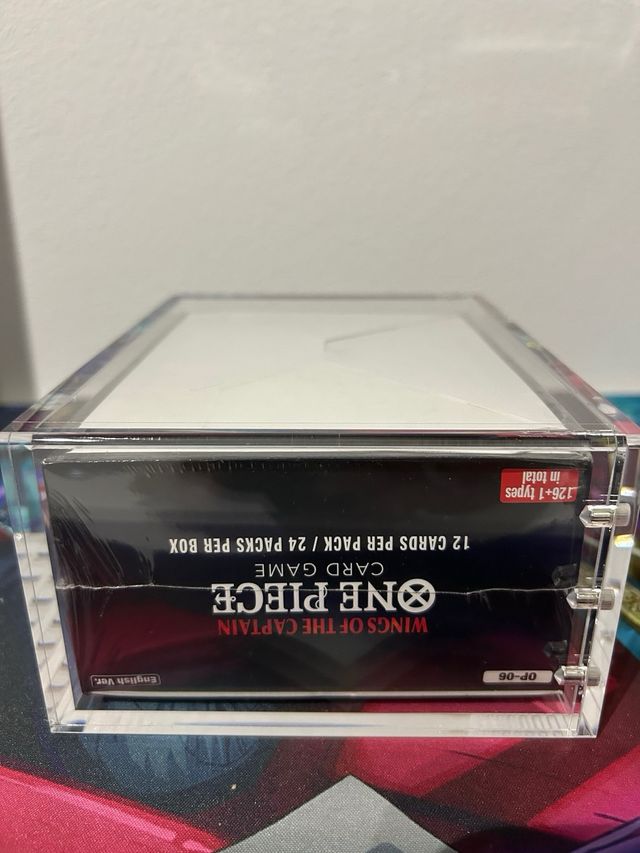 OP-06
English Ver.
WINGS OF THE CAPTAIN
ONE PIECE
CARD GAME
12 CARDS PER PACK / 24 PACKS PER BOX
126+1 types
in total